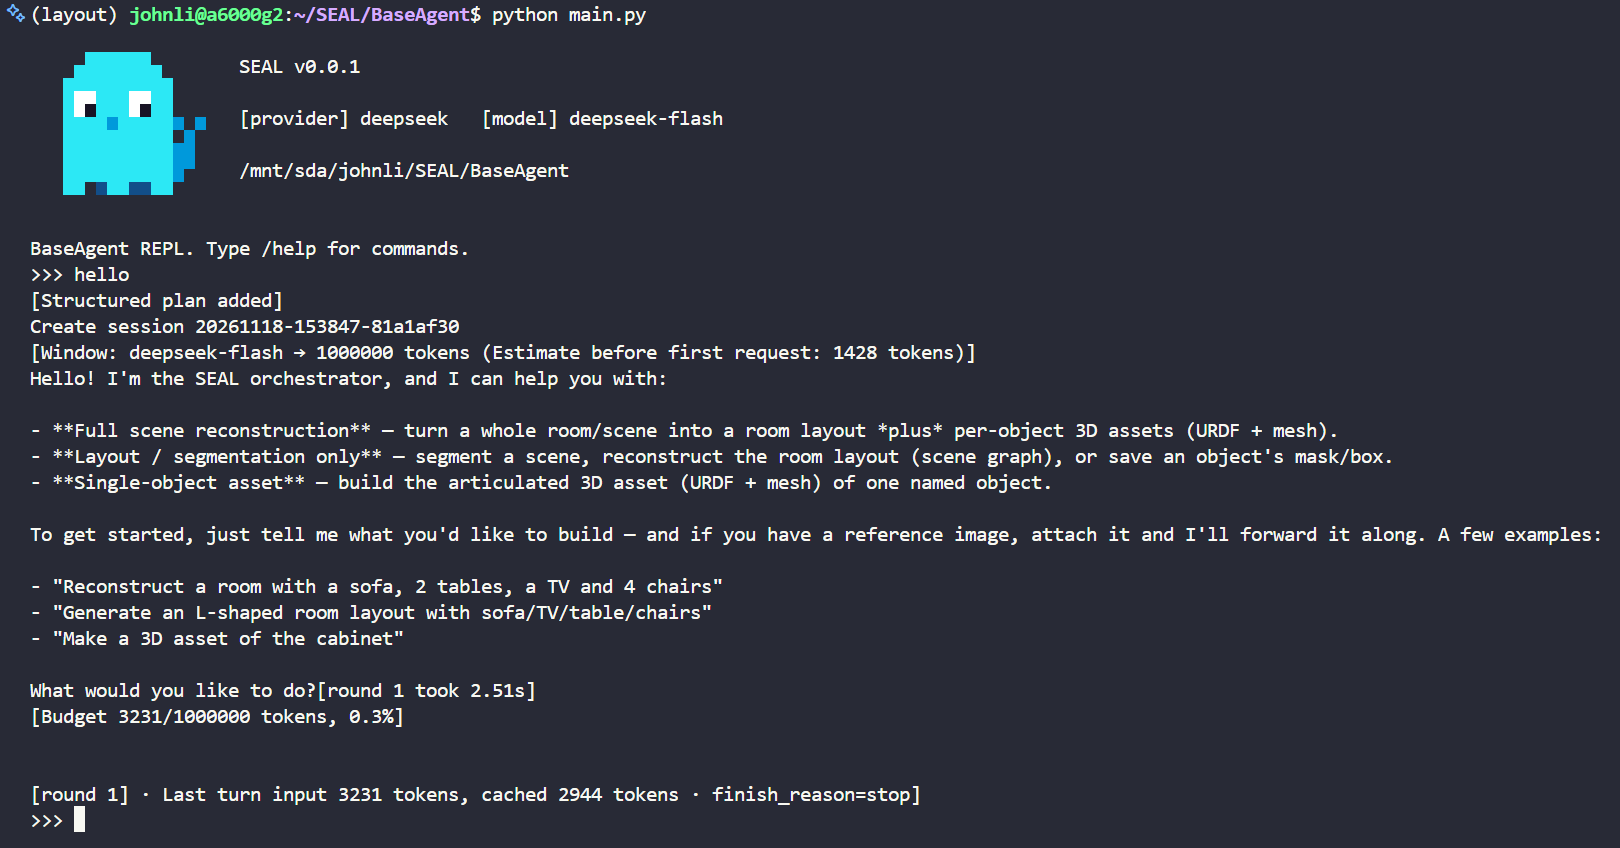 (layout) johnli@a6000g2:~/SEAL/BaseAgent$ python main.py
SEAL v0.0.1
[provider] deepseek   [model] deepseek-flash
/mnt/sda/johnli/SEAL/BaseAgent
BaseAgent REPL. Type /help for commands.
>>> hello
[Structured plan added]
Create session 20261118-153847-81a1af30
[Window: deepseek-flash → 1000000 tokens (Estimate before first request: 1428 tokens)]
Hello! I'm the SEAL orchestrator, and I can help you with:
- **Full scene reconstruction** — turn a whole room/scene into a room layout *plus* per-object 3D assets (URDF + mesh).
- **Layout / segmentation only** — segment a scene, reconstruct the room layout (scene graph), or save an object's mask/box.
- **Single-object asset** — build the articulated 3D asset (URDF + mesh) of one named object.
To get started, just tell me what you'd like to build — and if you have a reference image, attach it and I'll forward it along. A few examples:
- "Reconstruct a room with a sofa, 2 tables, a TV and 4 chairs"
- "Generate an L-shaped room layout with sofa/TV/table/chairs"
- "Make a 3D asset of the cabinet"
What would you like to do?[round 1 took 2.51s]
[Budget 3231/1000000 tokens, 0.3%]
[round 1] · Last turn input 3231 tokens, cached 2944 tokens · finish_reason=stop]
>>>